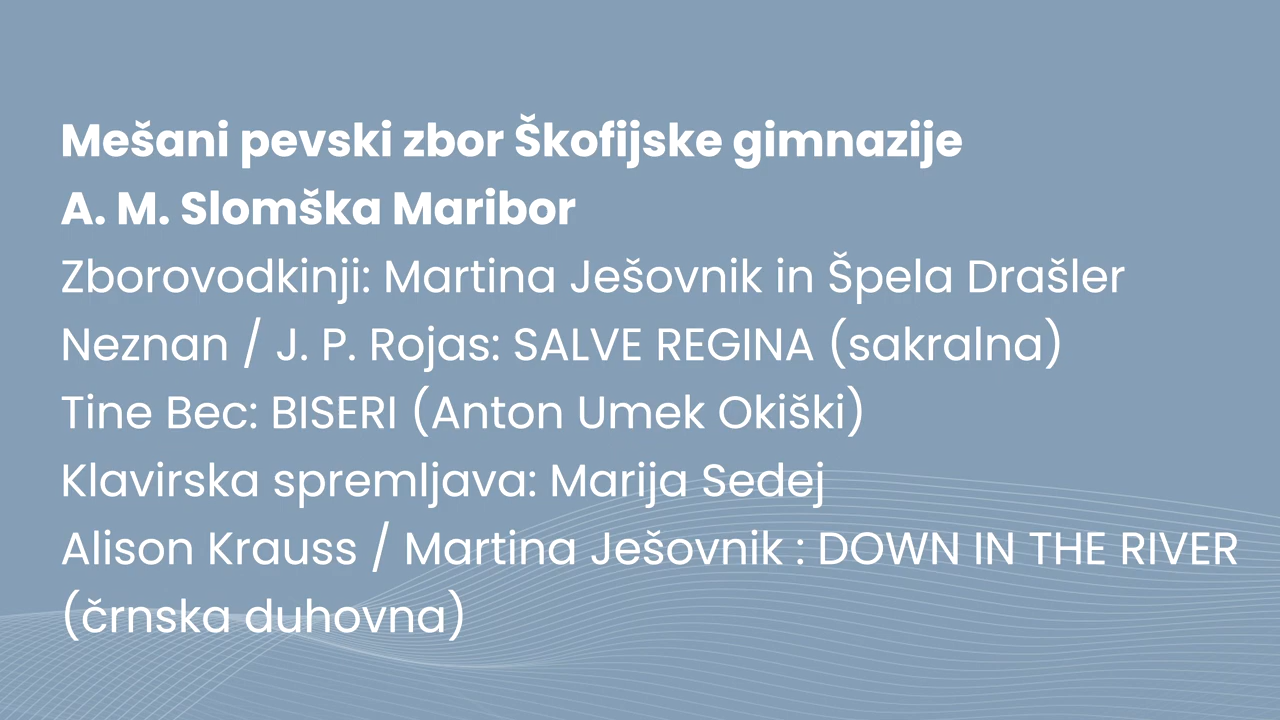 Mešani pevski zbor Škofijske gimnazije
A. M. Slomška Maribor
Zborovodkinji: Martina Ješovnik in Špela Drašler
Neznan / J. P. Rojas: SALVE REGINA (sakralna)
Tine Bec: BISERI (Anton Umek Okiški)
Klavirska spremljava: Marija Sedej
Alison Krauss / Martina Ješovnik : DOWN IN THE RIVER
(črnska duhovna)